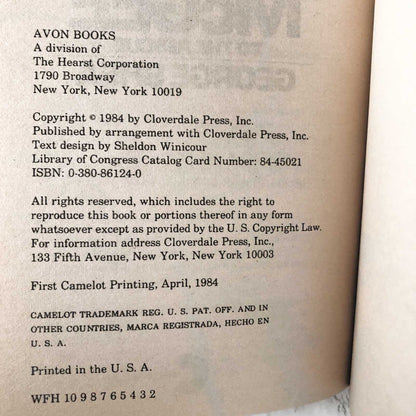 AVON BOOKS
A division of
The Hearst Corporation
1790 Broadway
New York, New York 10019
Copyright © 1984 by Cloverdale Press, Inc.
Published by arrangement with Cloverdale Press, Inc.
Text design by Sheldon Winicour
Library of Congress Catalog Card Number: 84-45021
ISBN: 0-380-86124-0
All rights reserved, which includes the right to
reproduce this book or portions thereof in any form
whatsoever except as provided by the U. S. Copyright Law.
For information address Cloverdale Press, Inc.,
133 Fifth Avenue, New York, New York 10003
First Camelot Printing, April, 1984
CAMELOT TRADEMARK REG. U. S. PAT. OFF. AND IN
OTHER COUNTRIES, MARCA REGISTRADA, HECHO EN
U. S. A.
Printed in the U. S. A.
WFH 10 9 8 7 6 5 4 3 2